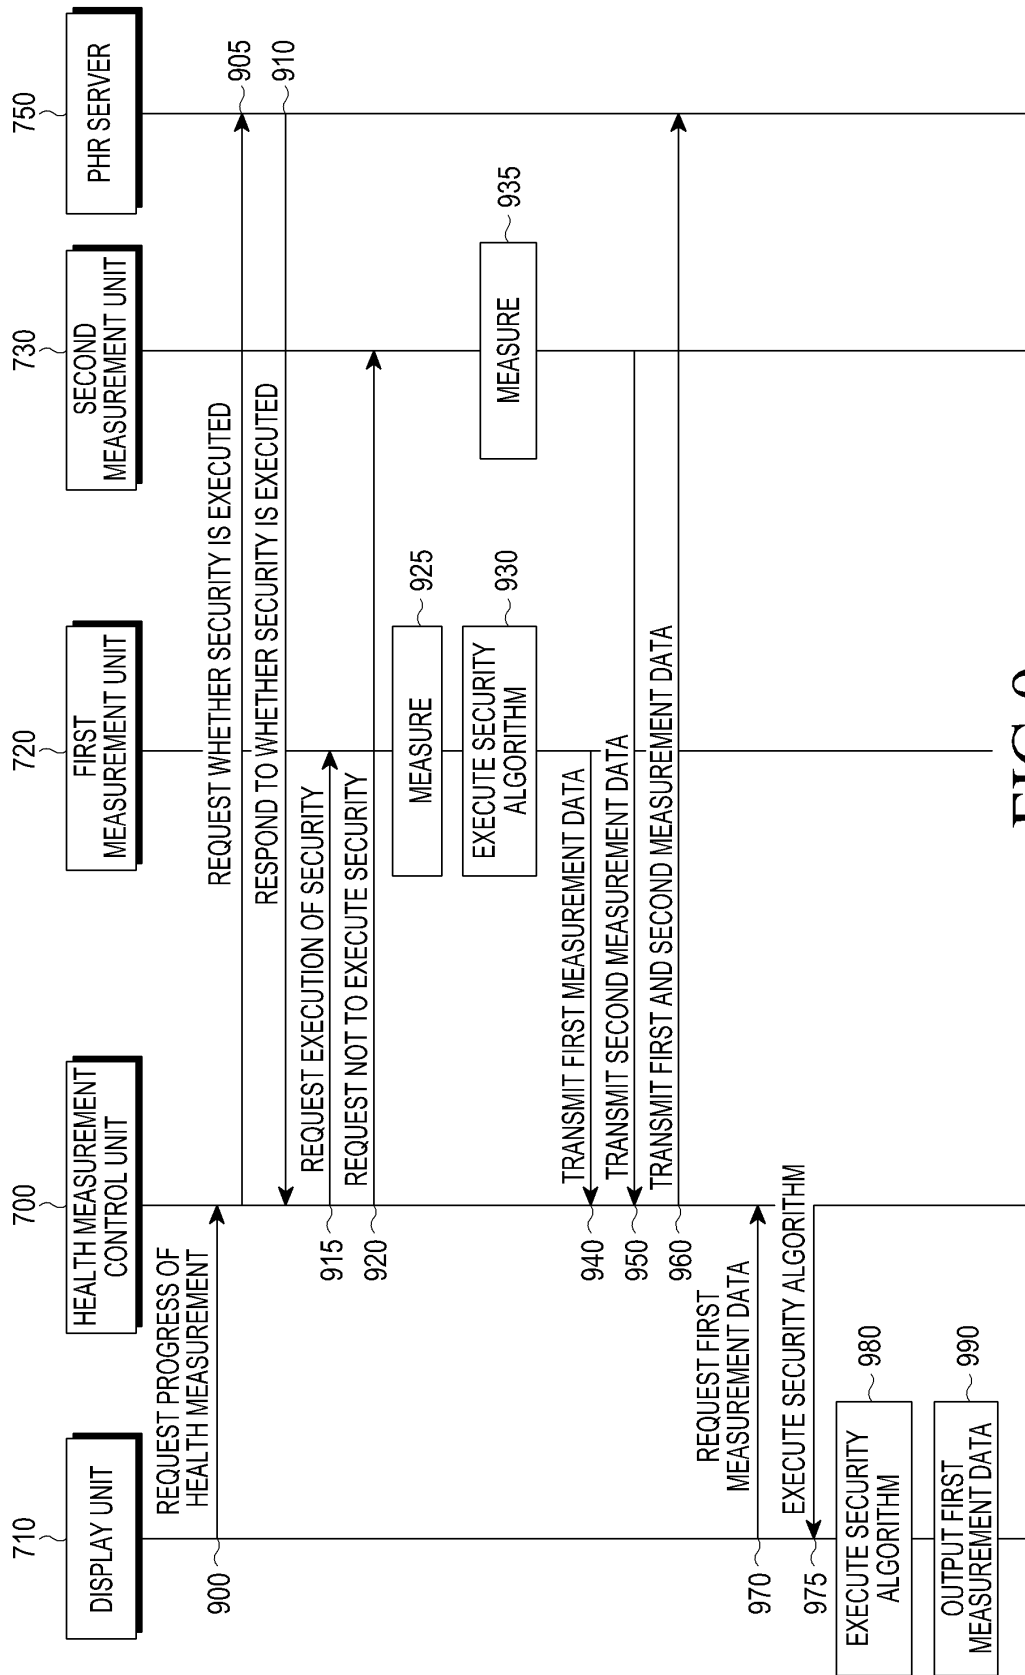 710
700
720
730
750
DISPLAY UNIT
HEALTH MEASUREMENT
CONTROL UNIT
FIRST
MEASUREMENT UNIT
SECOND
MEASUREMENT UNIT
PHR SERVER
REQUEST PROGRESS OF
HEALTH MEASUREMENT
900
REQUEST WHETHER SECURITY IS EXECUTED
905
RESPOND TO WHETHER SECURITY IS EXECUTED
910
REQUEST EXECUTION OF SECURITY
915
REQUEST NOT TO EXECUTE SECURITY
920
MEASURE
925
EXECUTE SECURITY
ALGORITHM
930
MEASURE
935
TRANSMIT FIRST MEASUREMENT DATA
940
TRANSMIT SECOND MEASUREMENT DATA
950
TRANSMIT FIRST AND SECOND MEASUREMENT DATA
960
REQUEST FIRST
MEASUREMENT DATA
970
EXECUTE SECURITY ALGORITHM
975
EXECUTE SECURITY
ALGORITHM
980
OUTPUT FIRST
MEASUREMENT DATA
990